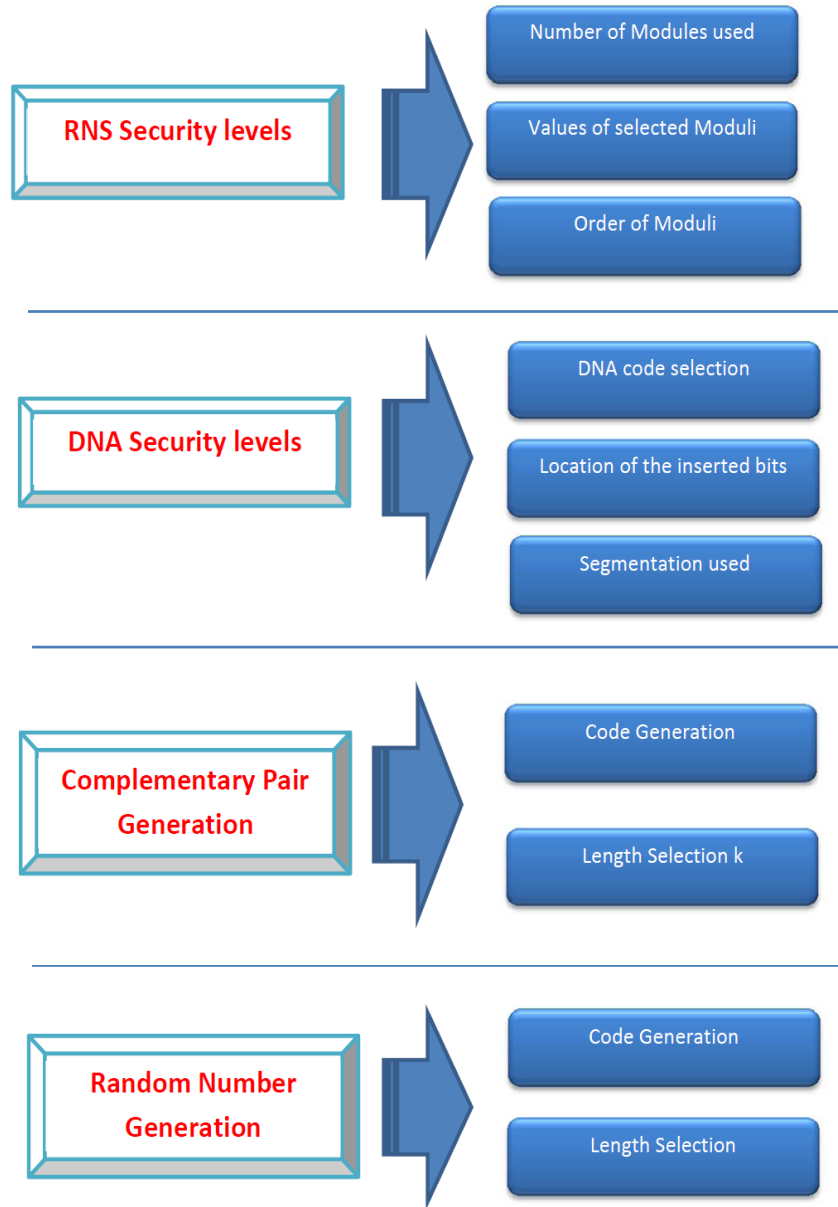 Number of Modules used
RNS Security levels
Values of selected Moduli
Order of Moduli
DNA code selection
DNA Security levels
Location of the inserted bits
Segmentation used
Complementary Pair
Generation
Code Generation
Length Selection k
Random Number
Generation
Code Generation
Length Selection